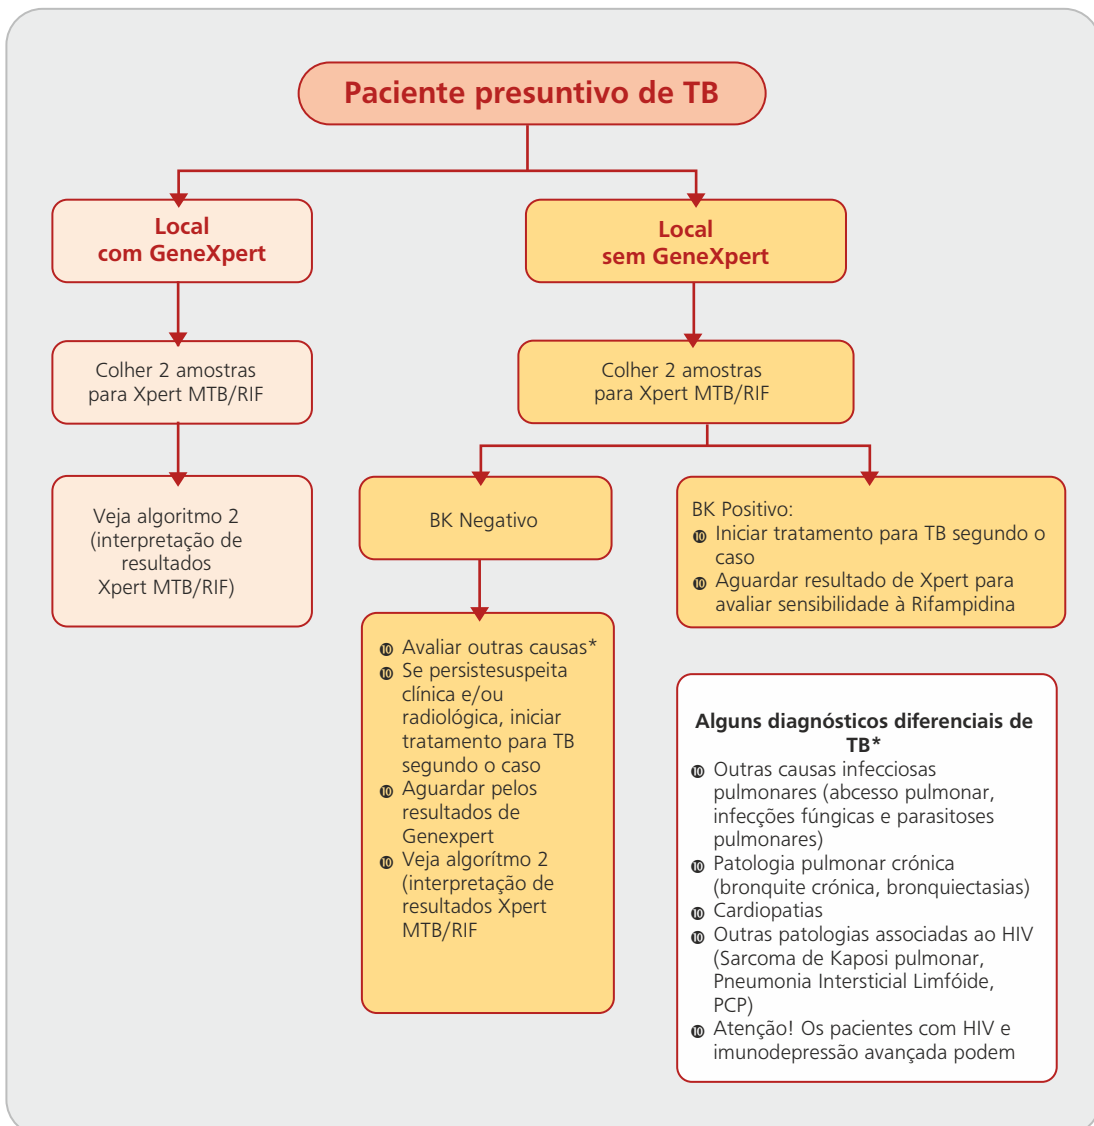 Paciente presuntivo de TB
Local
com GeneXpert
Colher 2 amostras
para Xpert MTB/RIF
Veja algoritmo 2
(interpretação de
resultados
Xpert MTB/RIF)
Local
sem GeneXpert
Colher 2 amostras
para Xpert MTB/RIF
BK Negativo
❿ Avaliar outras causas*
❿ Se persistesuspeita
clínica e/ou
radiológica, iniciar
tratamento para TB
segundo o caso
❿ Aguardar pelos
resultados de
Genexpert
❿ Veja algorítmo 2
(interpretação de
resultados Xpert
MTB/RIF
BK Positivo:
❿ Iniciar tratamento para TB segundo o
caso
❿ Aguardar resultado de Xpert para
avaliar sensibilidade à Rifampidina
Alguns diagnósticos diferenciais de
TB*
❿ Outras causas infecciosas
pulmonares (abcesso pulmonar,
infecções fúngicas e parasitoses
pulmonares)
❿ Patologia pulmonar crónica
(bronquite crónica, bronquiectasias)
❿ Cardiopatias
❿ Outras patologias associadas ao HIV
(Sarcoma de Kaposi pulmonar,
Pneumonia Intersticial Limfóide,
PCP)
❿ Atenção! Os pacientes com HIV e
imunodepressão avançada podem